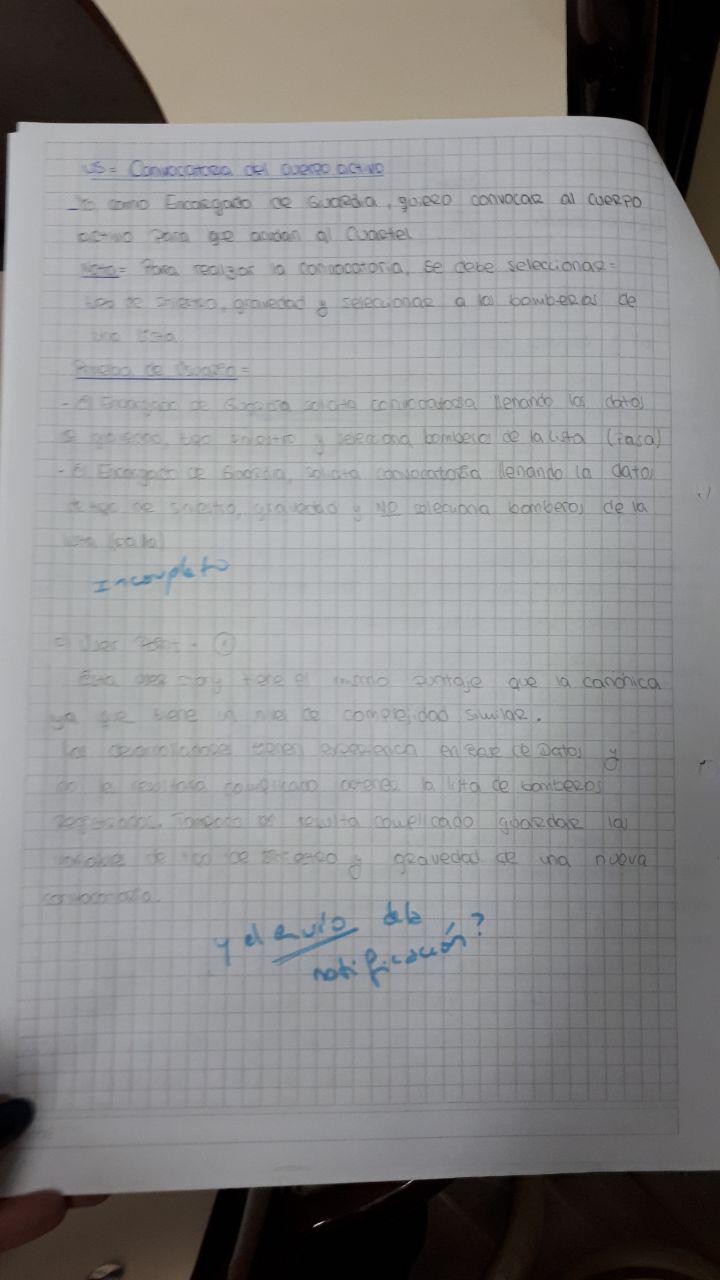 US = Convocatoria del cuerpo activo
Yo como Encargado de Guardia, quiero convocar al cuerpo
activo para que acudan al Cuartel
Nota = Para realizar la convocatoria, se debe seleccionar =
tipo de siniestro, gravedad y seleccionar a los bomberos de
una lista
Prueba de Usuario =
- El Encargado de Guardia solicita convocatoria llenando los datos
tipo siniestro y selecciona bomberos de la lista (Pasa)
- El Encargado de Guardia, solicita convocatoria llenando los datos
de tipo de siniestro, gravedad y NO selecciona bomberos de la
lista (falla)
Incompleto
c) User Story - 1
Esta user story tiene el mismo puntaje que la canónica
ya que tiene un nivel de complejidad similar.
Los desarrolladores tienen experiencia en Base de Datos y
no le resultara complicado obtener la lista de bomberos
registrados. Tampoco resulta complicado guardar las
variables de tipo de siniestro y gravedad de una nueva
convocatoria.
y el envío de la
notificación?